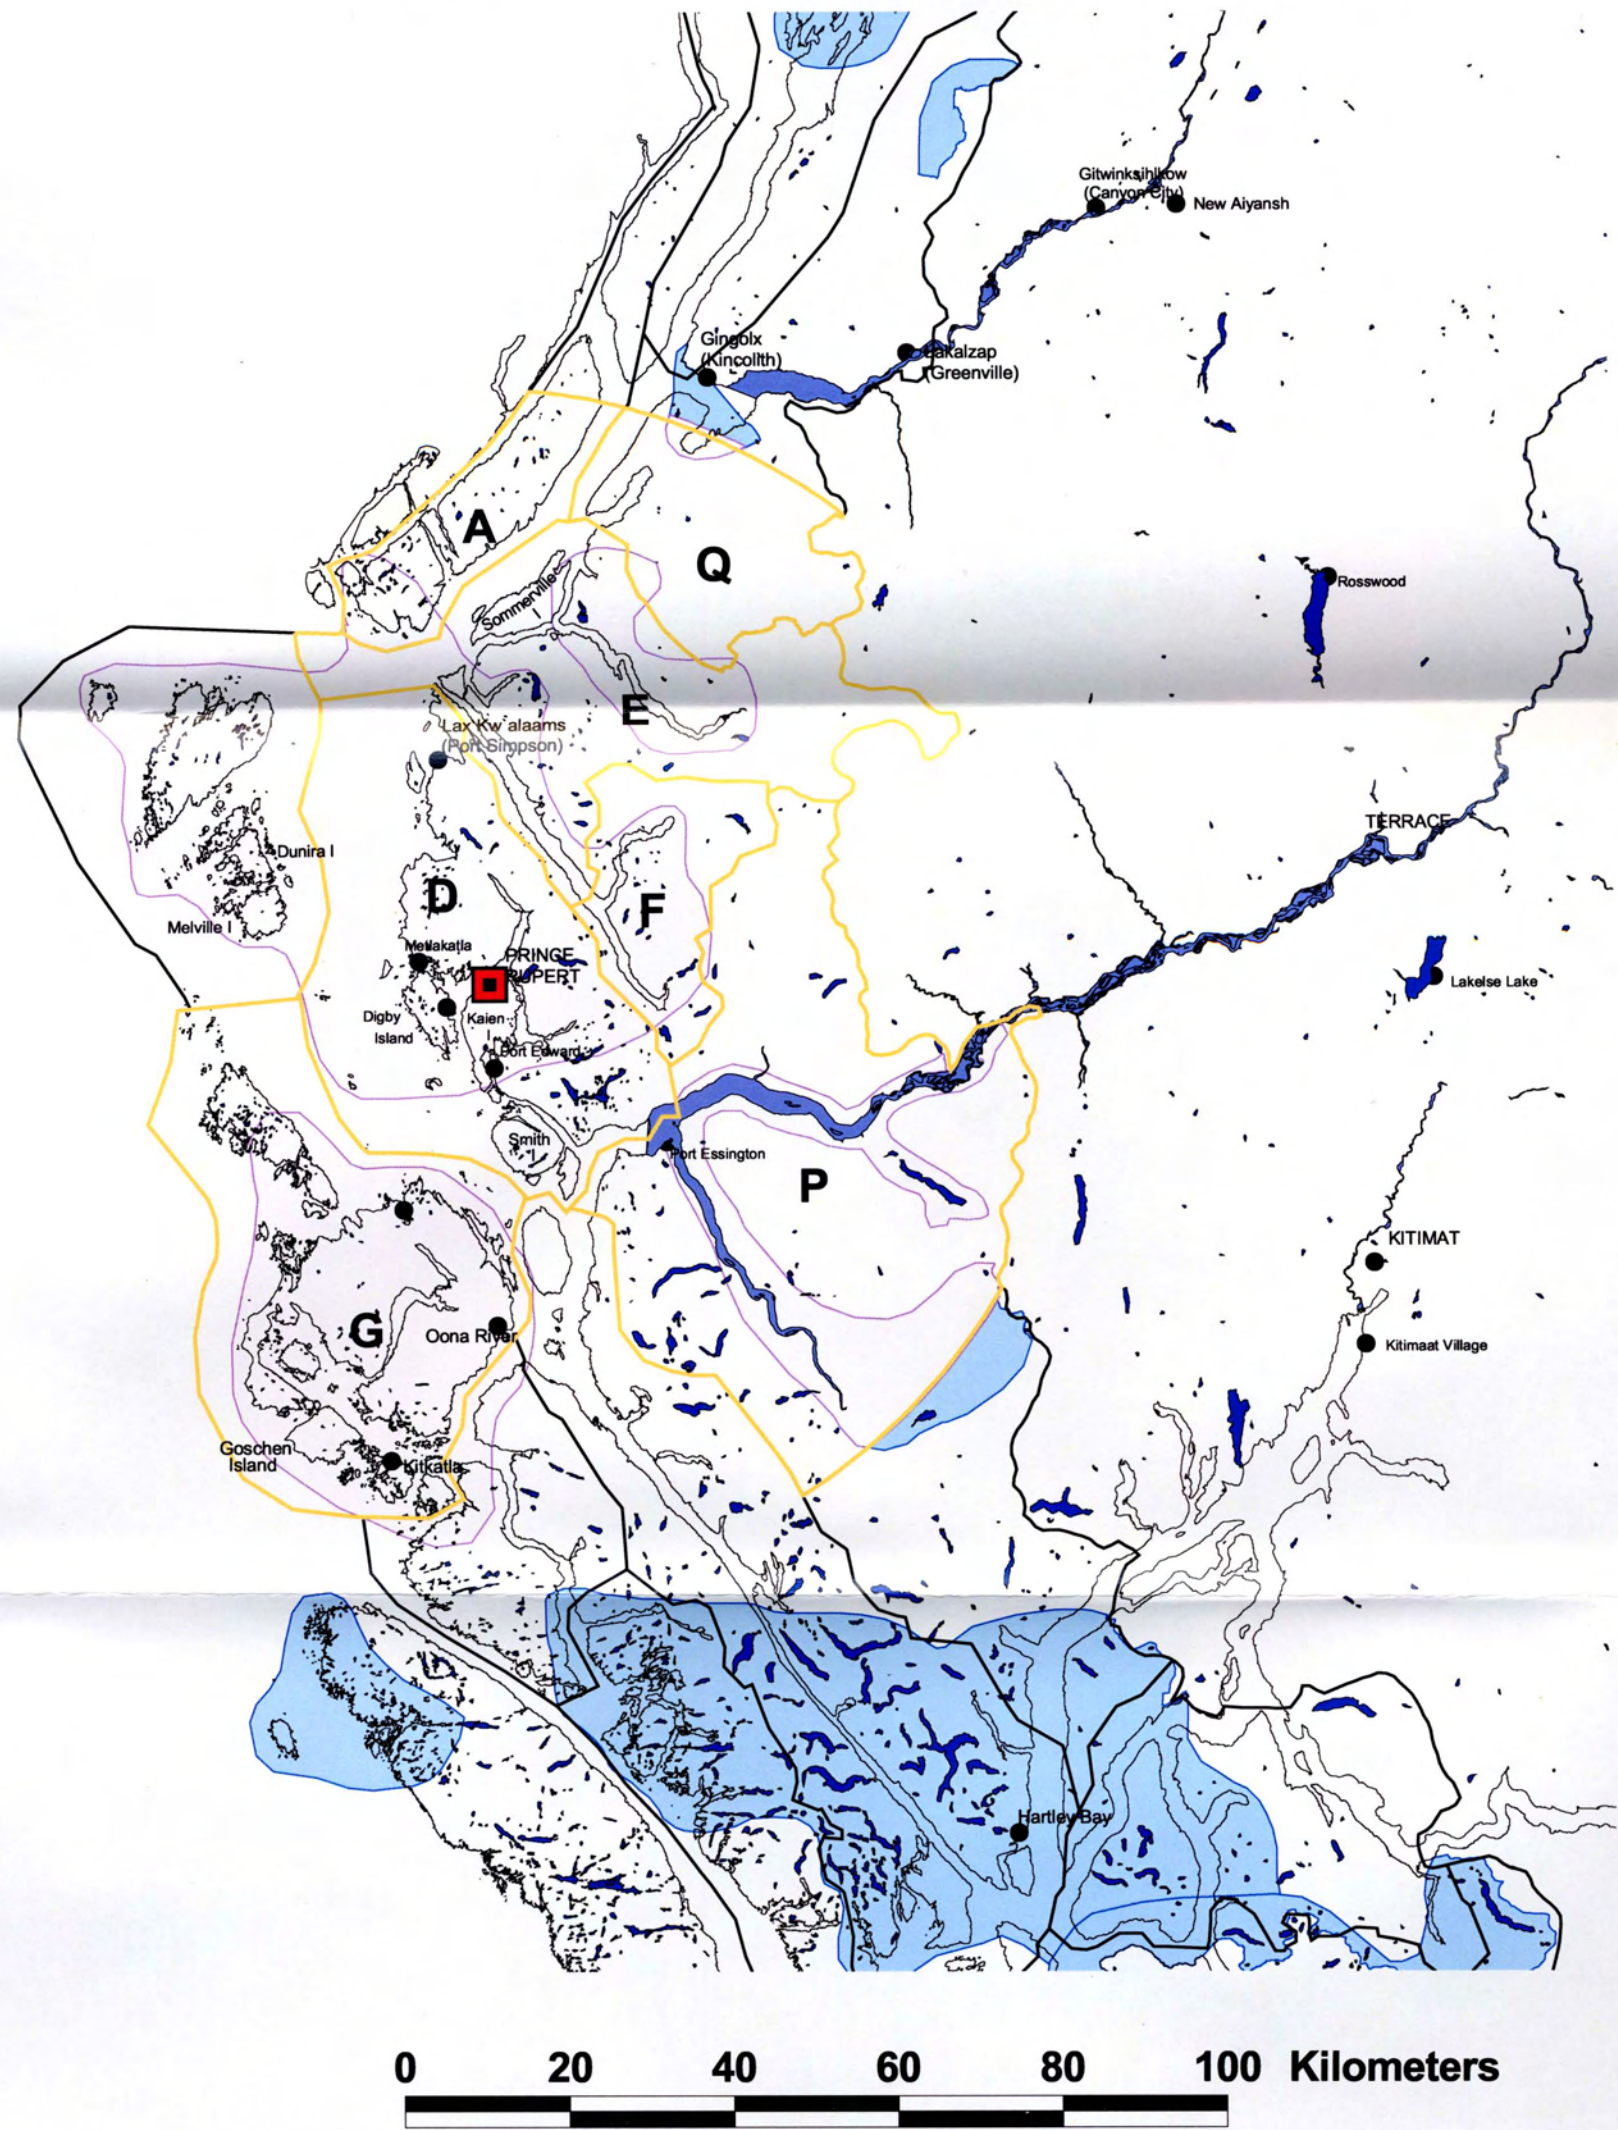 Gitwinksihlkow
(Canyon City)
New Aiyansh
Gingolx
(Kincolith)
Lakalzap
(Greenville)
A
Q
Sommerville
I
Rosswood
E
Lax Kw'alaams
(Port Simpson)
TERRACE
Dunira I
D
F
Melville I
Metlakatla
PRINCE
RUPERT
Lakelse Lake
Digby
Island
Kaien
I
Port Edward
Smith
I
Port Essington
P
KITIMAT
G
Oona River
Kitimaat Village
Goschen
Island
Kitkatla
Hartley Bay
0 20 40 60 80 100 Kilometers